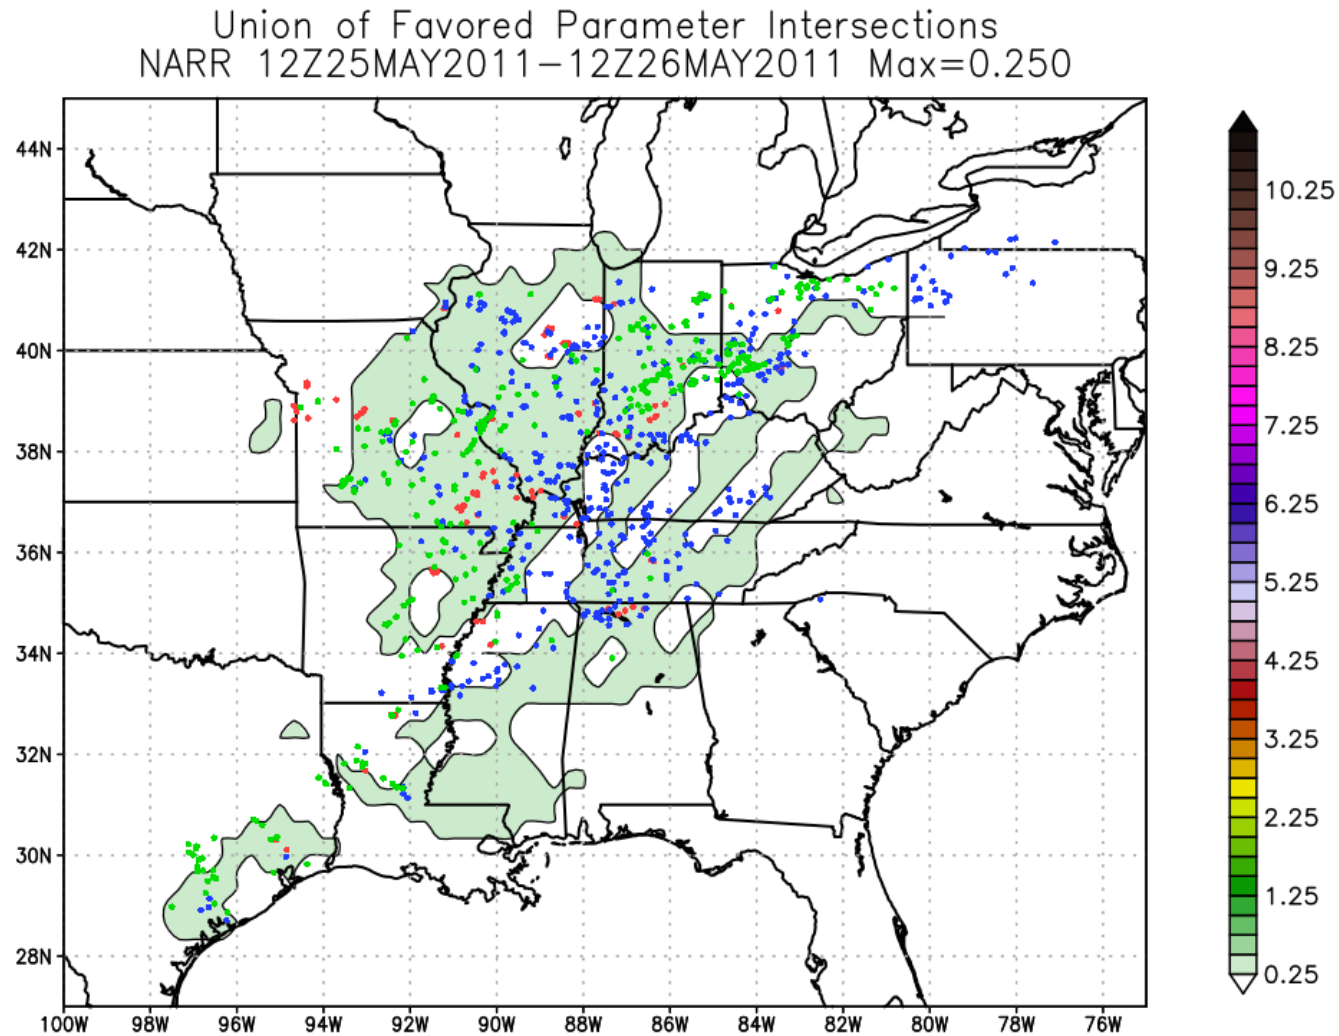 Union of Favored Parameter Intersections
NARR 12Z25MAY2011-12Z26MAY2011 Max=0.250
44N
42N
40N
38N
36N
34N
32N
30N
28N
100W 98W 96W 94W 92W 90W 88W 86W 84W 82W 80W 78W 76W
10.25
9.25
8.25
7.25
6.25
5.25
4.25
3.25
2.25
1.25
0.25